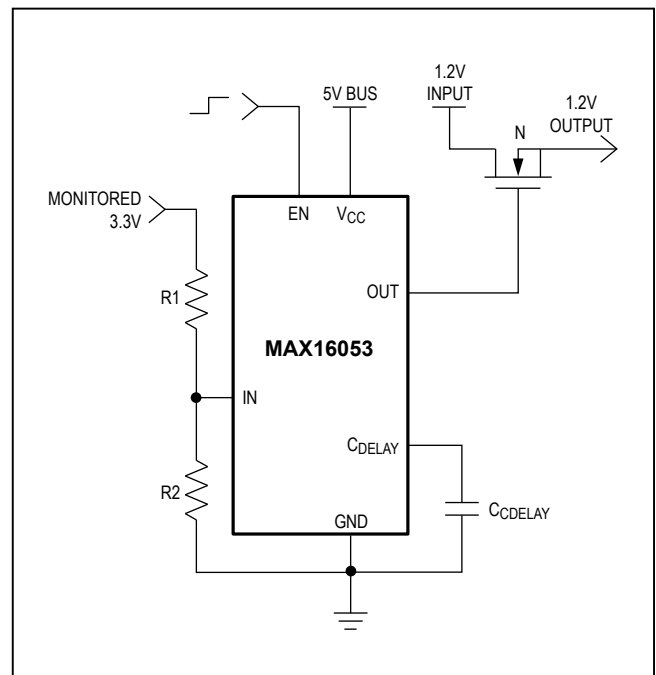 1.2V
INPUT
5V BUS
1.2V
OUTPUT
N
MONITORED
3.3V
EN
VCC
R1
OUT
MAX16053
IN
CDELAY
R2
CCDELAY
GND